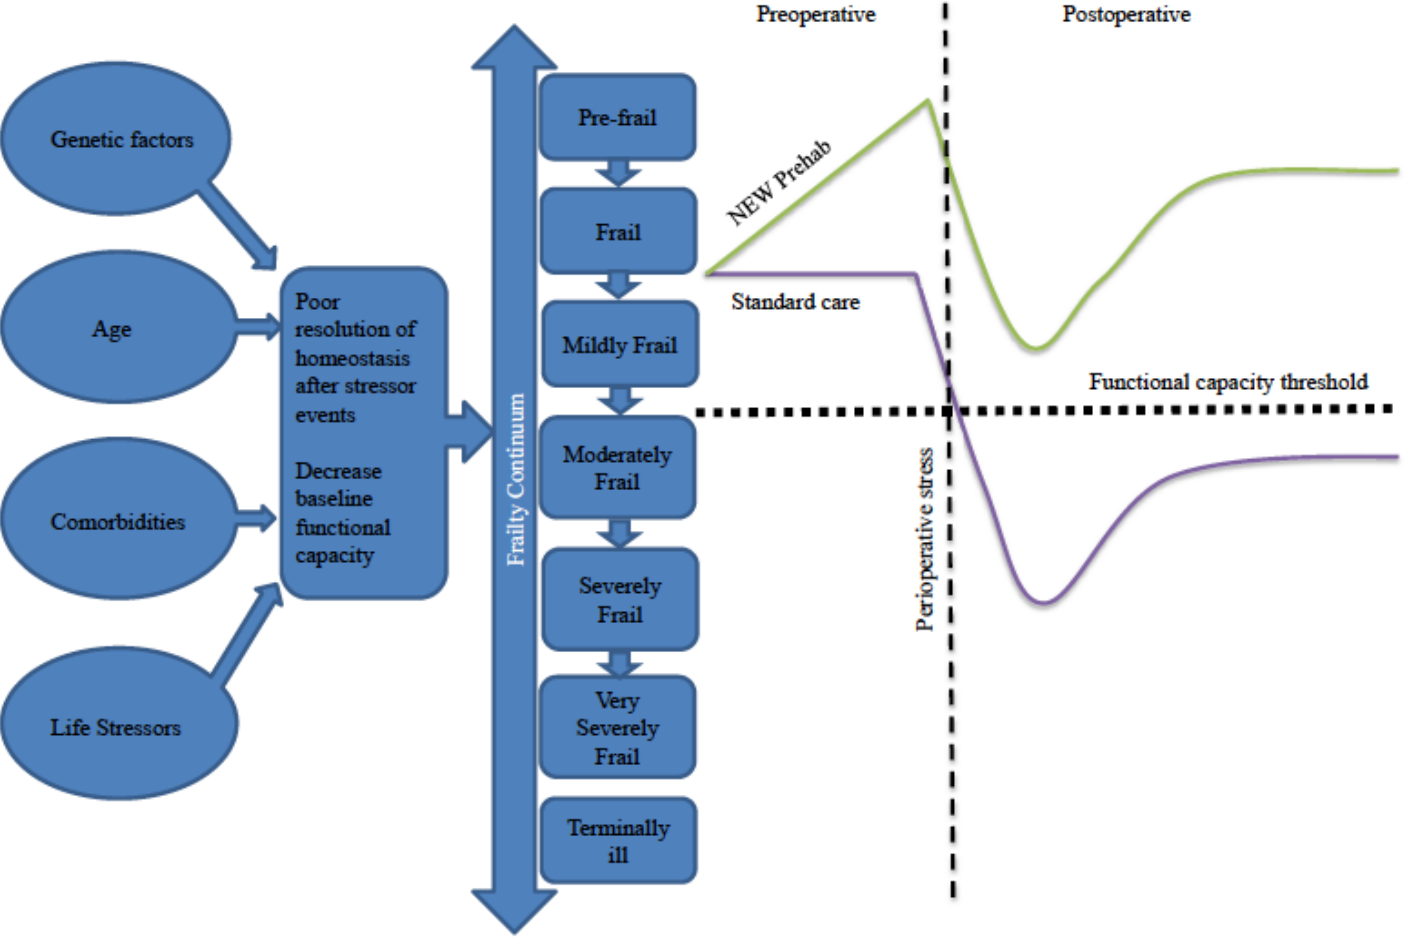 Genetic factors
Age
Comorbidities
Life Stressors
Poor
resolution of
homeostasis
after stressor
events
Decrease
baseline
functional
capacity
Frailty Continuum
Pre-frail
Frail
Mildly Frail
Moderately
Frail
Severely
Frail
Very
Severely
Frail
Terminally
ill
Preoperative
Postoperative
NEW Prehab
Standard care
Functional capacity threshold
Perioperative stress